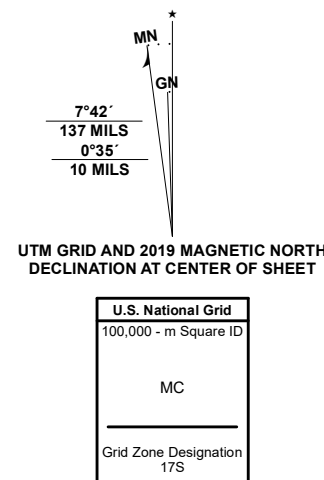 ★
MN
GN
7°42´
137 MILS
0°35´
10 MILS
UTM GRID AND 2019 MAGNETIC NORTH
DECLINATION AT CENTER OF SHEET
U.S. National Grid
100,000 - m Square ID
MC
Grid Zone Designation
17S